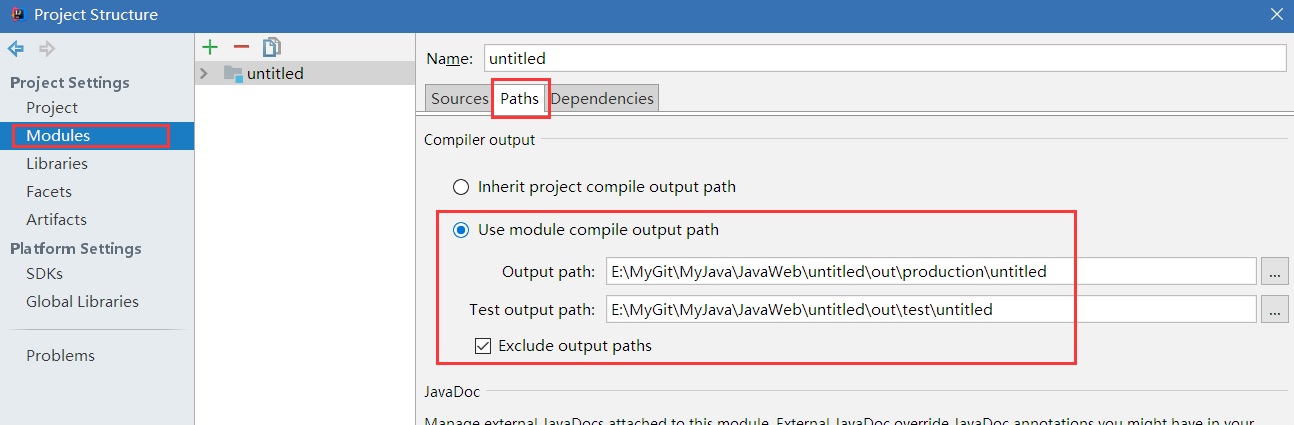 Project Structure
Project Settings
Project
Modules
Libraries
Facets
Artifacts
Platform Settings
SDKs
Global Libraries
Problems
untitled
Name: untitled
Sources Paths Dependencies
Compiler output
Inherit project compile output path
Use module compile output path
Output path: E:\MyGit\MyJava\JavaWeb\untitled\out\production\untitled ...
Test output path: E:\MyGit\MyJava\JavaWeb\untitled\out\test\untitled ...
Exclude output paths
JavaDoc
Manage external JavaDocs attached to this module. External JavaDoc override JavaDoc annotations you might have in your